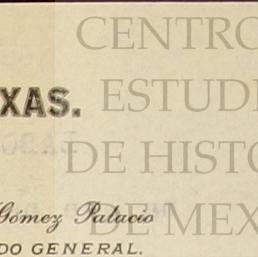 CENTRO
XAS. ESTUDI
DE HISTO
Gómez Palacio
DE MEX
DO GENERAL.